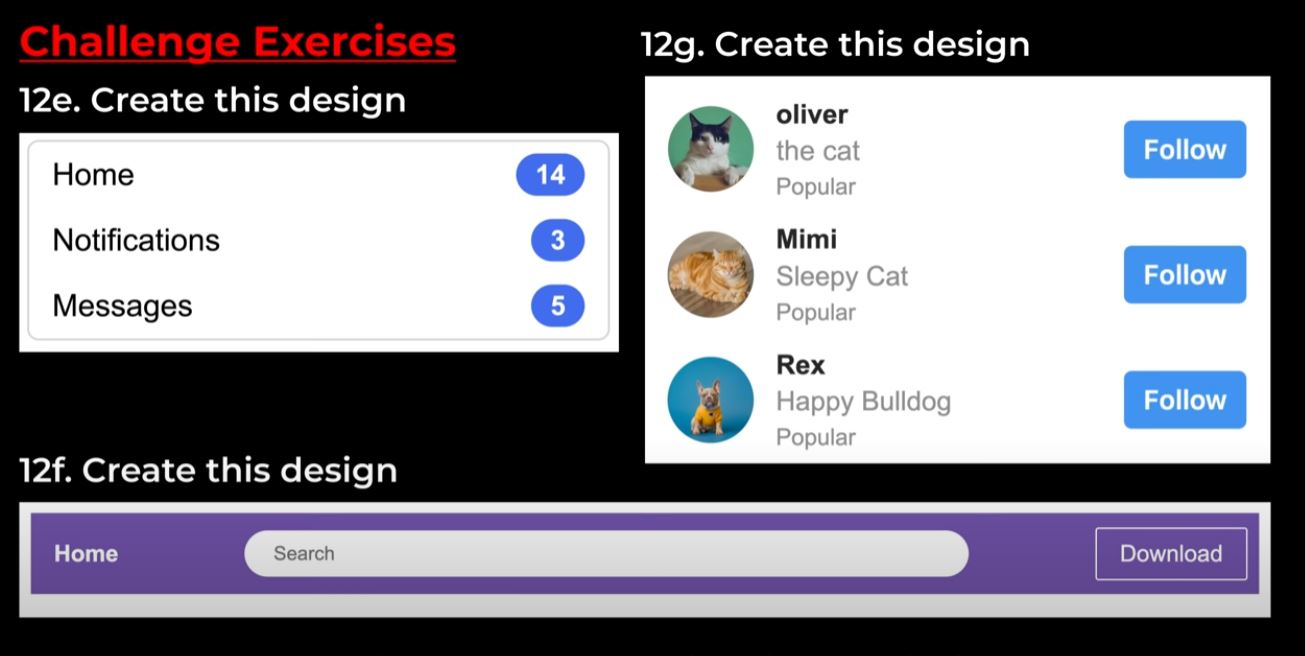 Challenge Exercises
12e. Create this design
Home 14
Notifications 3
Messages 5
12g. Create this design
oliver
the cat
Popular
Follow
Mimi
Sleepy Cat
Popular
Follow
Rex
Happy Bulldog
Popular
Follow
12f. Create this design
Home Search Download